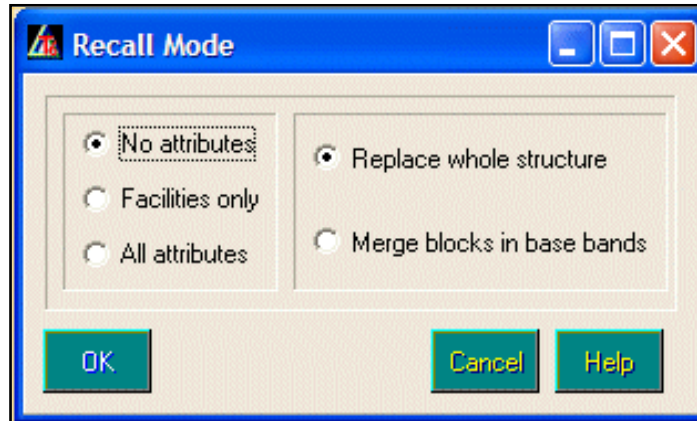 Recall Mode
No attributes
Facilities only
All attributes
Replace whole structure
Merge blocks in base bands
OK
Cancel
Help